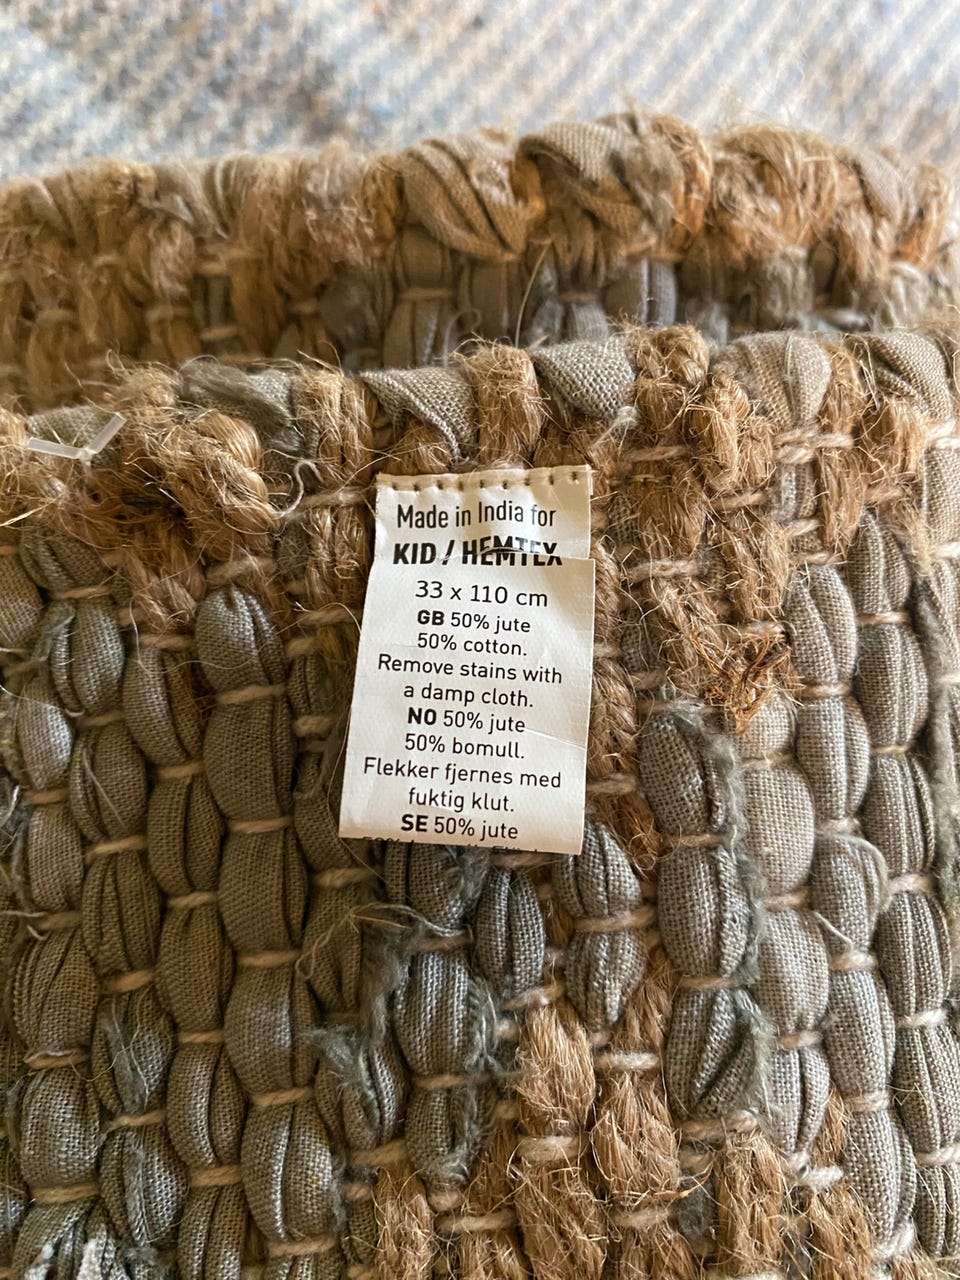 Made in India for
KID / HEMTEX
33 x 110 cm
GB 50% jute
50% cotton.
Remove stains with
a damp cloth.
NO 50% jute
50% bomull.
Flekker fjernes med
fuktig klut.
SE 50% jute